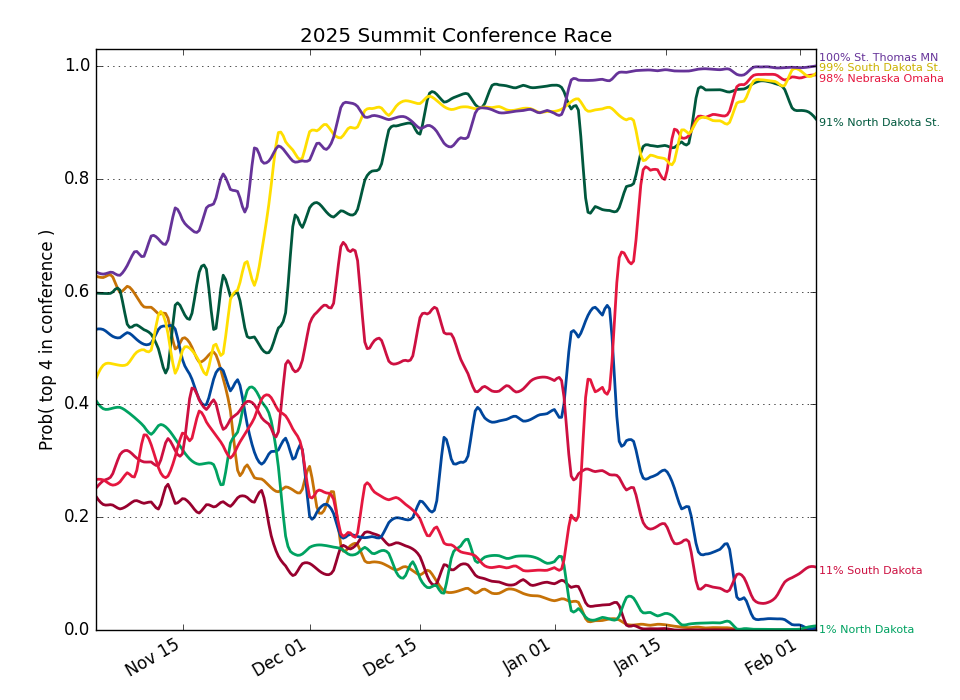 2025 Summit Conference Race
Prob( top 4 in conference )
1.0
0.8
0.6
0.4
0.2
0.0
Nov 15
Dec 01
Dec 15
Jan 01
Jan 15
Feb 01
100% St. Thomas MN
99% South Dakota St.
98% Nebraska Omaha
91% North Dakota St.
11% South Dakota
1% North Dakota